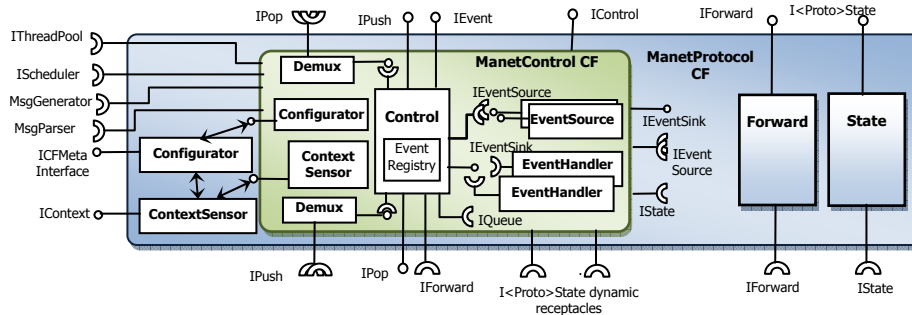 IPop
IPush
IEvent
IControl
IForward
I<Proto>State
IThreadPool
IScheduler
MsgGenerator
MsgParser
ICFMeta
Interface
IContext
Demux
ManetControl CF
ManetProtocol
CF
Configurator
Control
Event
Registry
IEventSource
EventSource
IEventSink
IEventSink
Forward
State
Configurator
Context
Sensor
EventHandler
EventHandler
IEvent
Source
ContextSensor
Demux
IQueue
IState
IPush
IPop
IForward
I<Proto>State dynamic
receptacles
IForward
IState